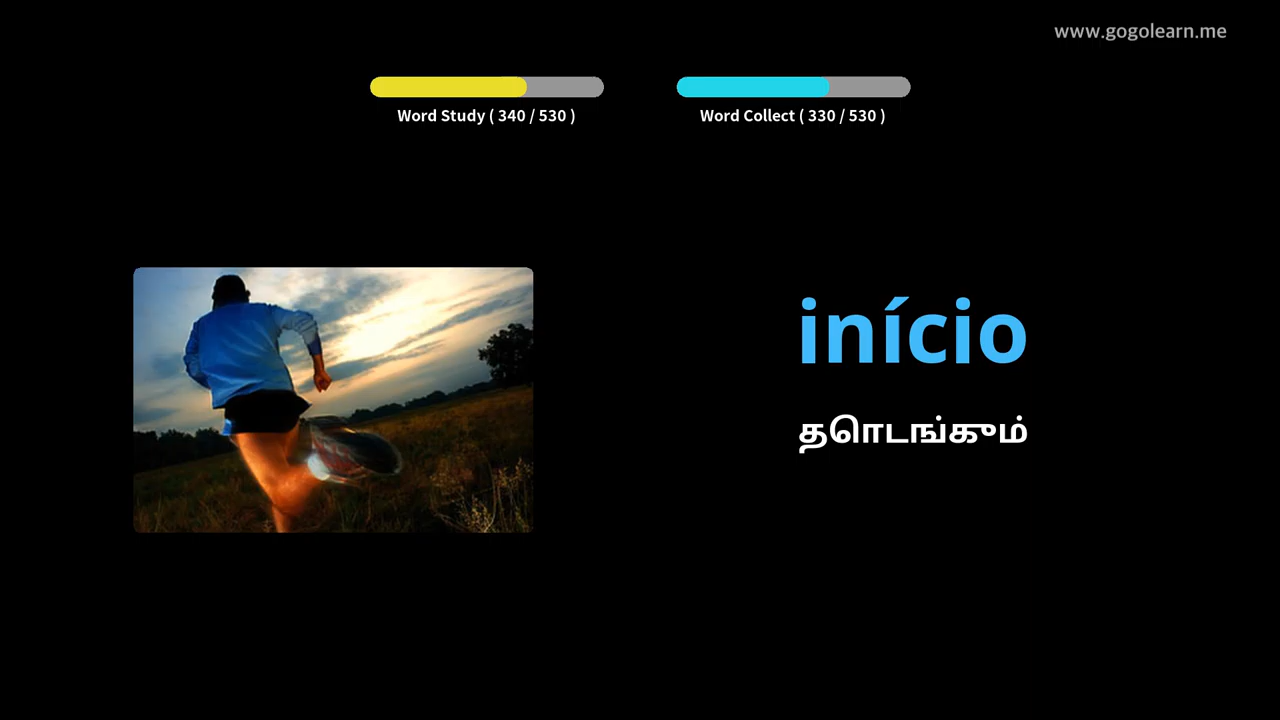 www.gogolearn.me
Word Study ( 340 / 530 )
Word Collect ( 330 / 530 )
início
தொடங்கும்